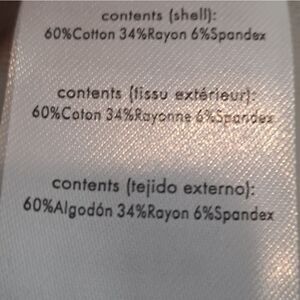 contents (shell):
60%Cotton 34%Rayon 6%Spandex
contents (tissu extérieur):
60%Coton 34%Rayonne 6%Spandex
contents (tejido externo):
60%Algodón 34%Rayon 6%Spandex